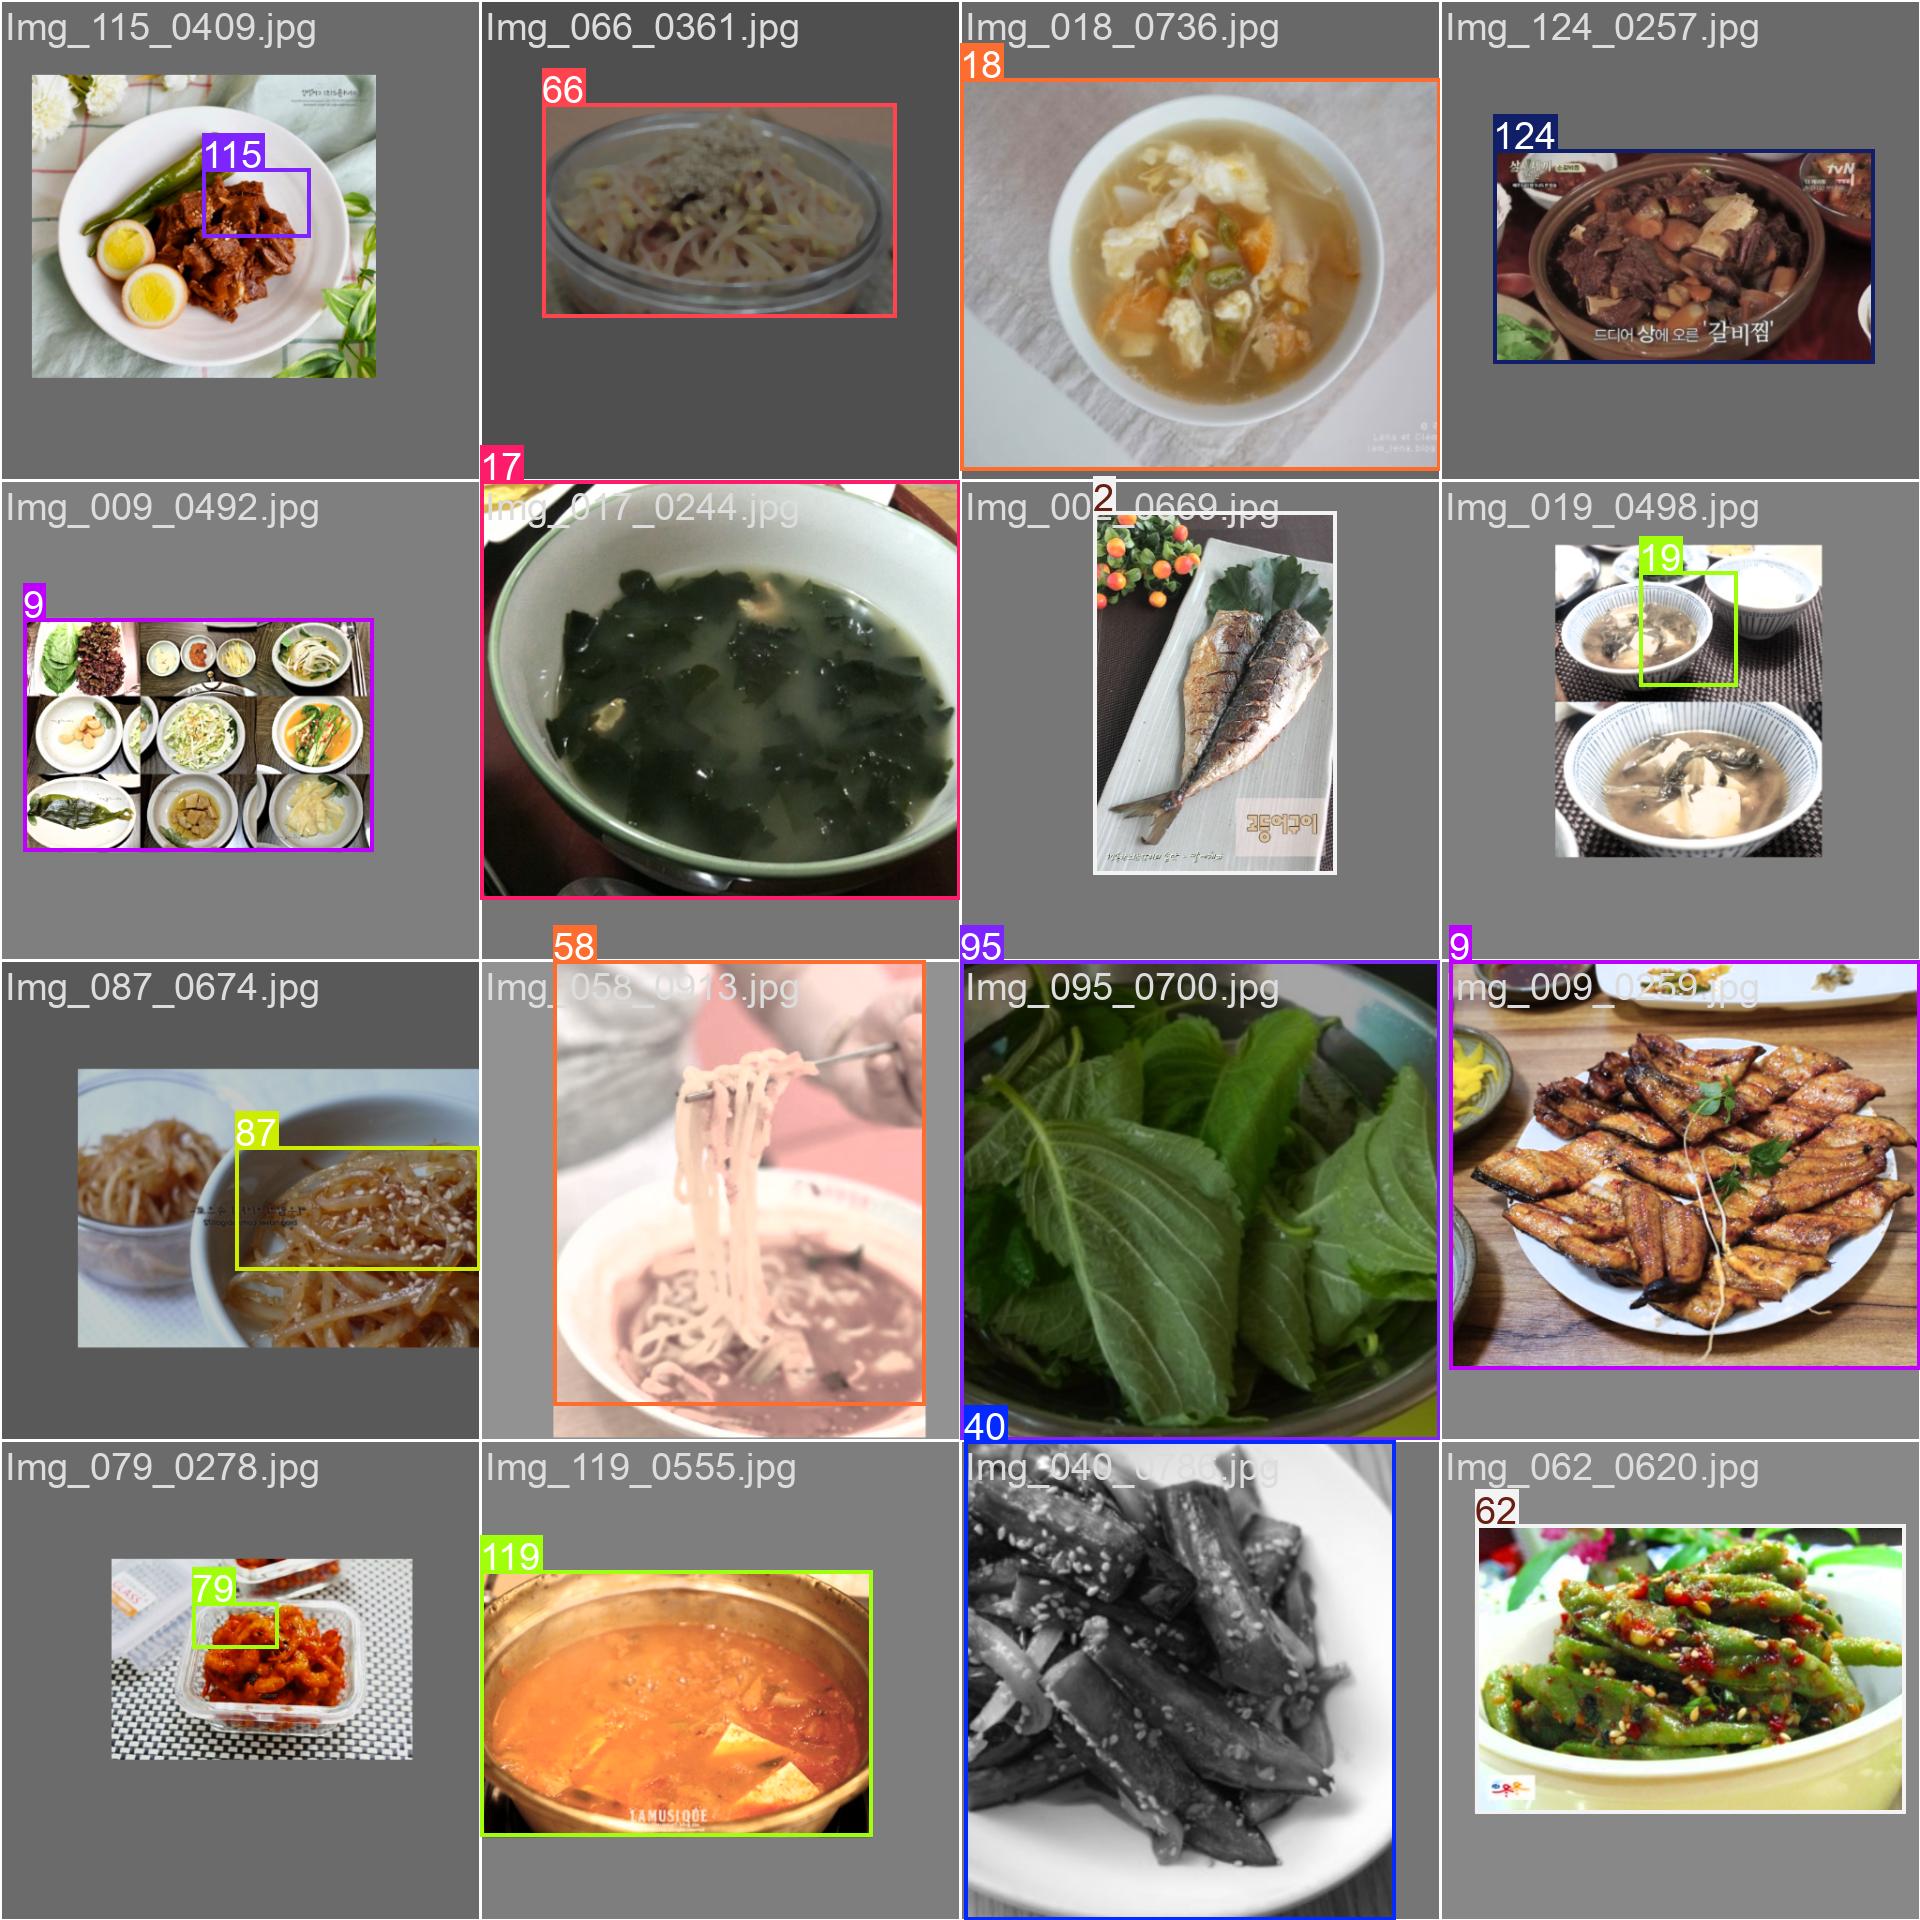 Img_115_0409.jpg
115
Img_066_0361.jpg
66
Img_018_0736.jpg
18
Img_124_0257.jpg
124
tvN
드디어 상에 오른 '갈비찜'
Img_009_0492.jpg
9
Img_017_0244.jpg
17
Img_002_0669.jpg
2
고등어구이
Img_019_0498.jpg
19
Img_087_0674.jpg
87
Img_058_0913.jpg
58
Img_095_0700.jpg
95
mg_009_0259.jpg
9
Img_079_0278.jpg
79
GLASS
Img_119_0555.jpg
119
LAMUSIQUE
Img_040_0786.jpg
40
Img_062_0620.jpg
62